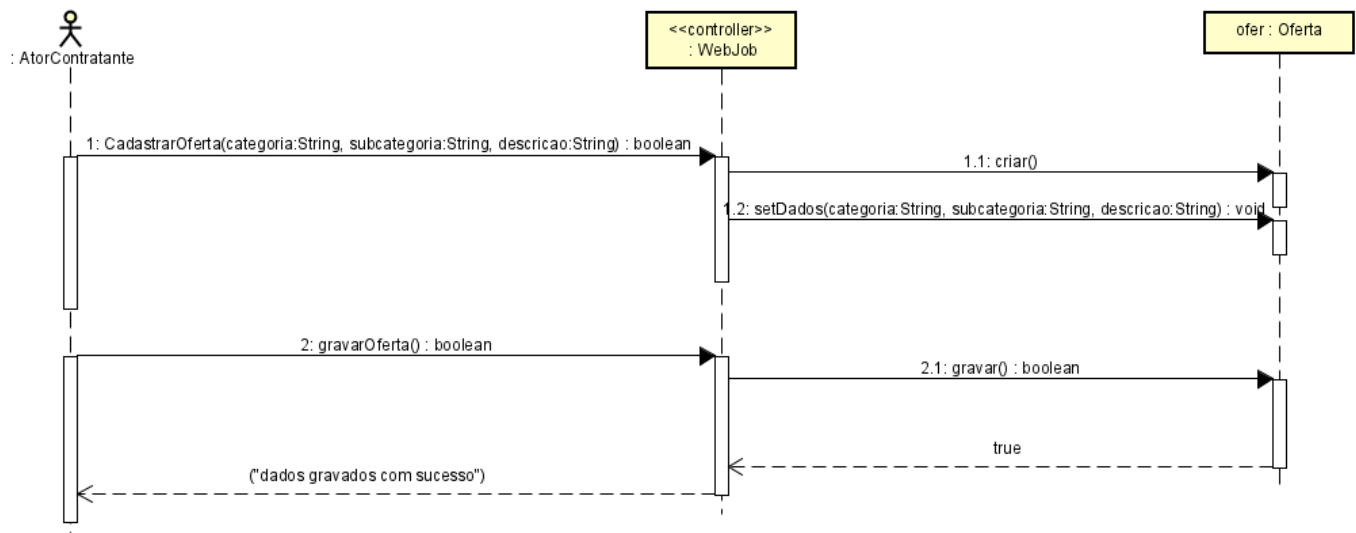 : AtorContratante
<<controller>>
: WebJob
ofer : Oferta
1: CadastrarOferta(categoria:String, subcategoria:String, descricao:String) : boolean
1.1: criar()
1.2: setDados(categoria:String, subcategoria:String, descricao:String) : void
2: gravarOferta() : boolean
2.1: gravar() : boolean
true
("dados gravados com sucesso")